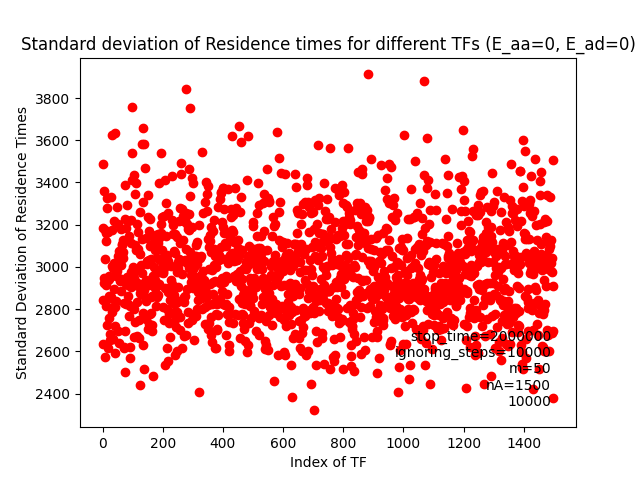 Standard deviation of Residence times for different TFs (E_aa=0, E_ad=0)
Standard Deviation of Residence Times
3800
3600
3400
3200
3000
2800
2600
2400
stop_time=2000000
ignoring_steps=10000
m=50
nA=1500
10000
0 200 400 600 800 1000 1200 1400
Index of TF